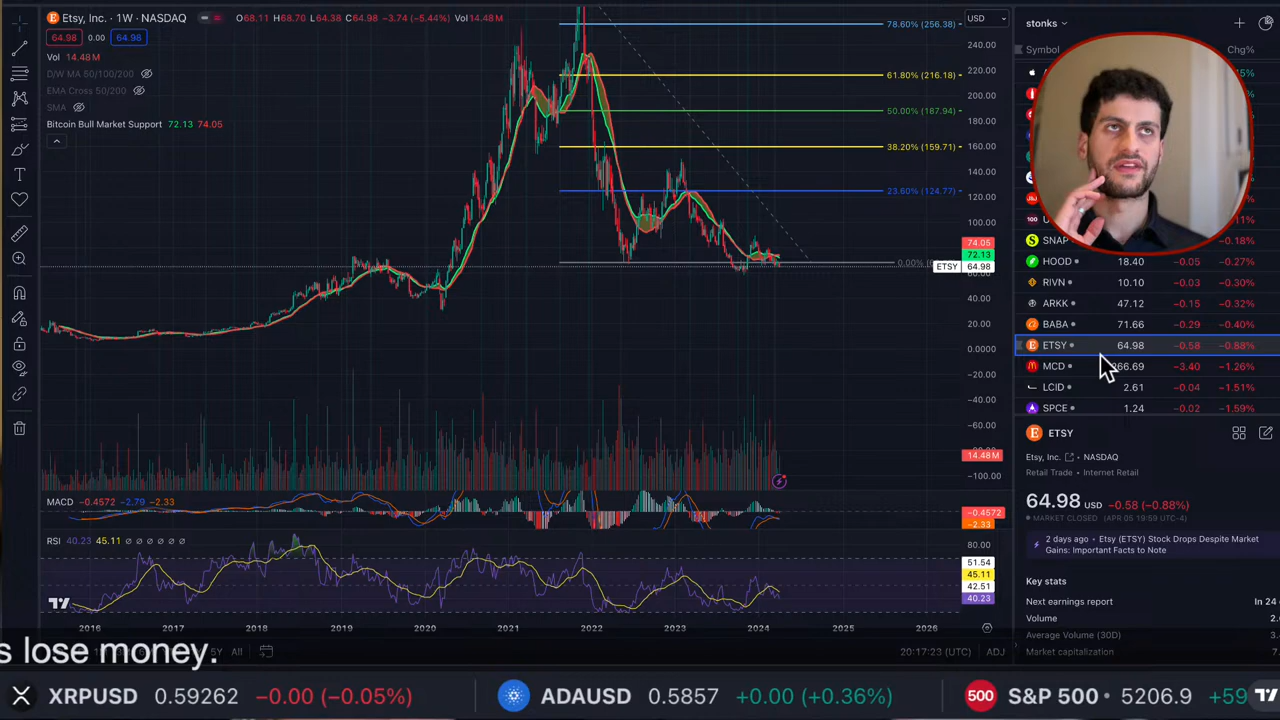 Etsy, Inc. · 1W · NASDAQ O68.11 H68.70 L64.38 C64.98 −3.74 (−5.44%) Vol14.48M
64.98 0.00 64.98
Vol 14.48M
D/W MA 50/100/200
EMA Cross 50/200
SMA
Bitcoin Bull Market Support 72.13 74.05
USD
78.60% (256.38)
61.80% (216.18)
50.00% (187.94)
38.20% (159.71)
23.60% (124.77)
0.00%
240.00
220.00
200.00
180.00
160.00
140.00
120.00
100.00
80.00
74.05
72.13
ETSY 64.98
40.00
20.00
0.0000
−20.00
−40.00
−60.00
14.48M
−100.00
MACD −0.4572 −2.79 −2.33
−0.4572
−2.33
RSI 40.23 45.11
80.00
51.54
45.11
42.51
40.23
2016 2017 2018 2019 2020 2021 2022 2023 2024 2025 2026
5Y All
20:17:23 (UTC) ADJ
stonks
Symbol Chg%
SNAP −0.18%
HOOD 18.40 −0.05 −0.27%
RIVN 10.10 −0.03 −0.30%
ARKK 47.12 −0.15 −0.32%
BABA 71.66 −0.29 −0.40%
ETSY 64.98 −0.58 −0.88%
MCD 266.69 −3.40 −1.26%
LCID 2.61 −0.04 −1.51%
SPCE 1.24 −0.02 −1.59%
ETSY
Etsy, Inc. · NASDAQ
Retail Trade · Internet Retail
64.98 USD −0.58 (−0.88%)
MARKET CLOSED (APR 05 19:59 UTC-4)
2 days ago · Etsy (ETSY) Stock Drops Despite Market
Gains: Important Facts to Note
Key stats
Next earnings report In 24
Volume
Average Volume (30D)
Market capitalization
s lose money.
XRPUSD 0.59262 −0.00 (−0.05%) ADAUSD 0.5857 +0.00 (+0.36%) 500 S&P 500 5206.9 +59